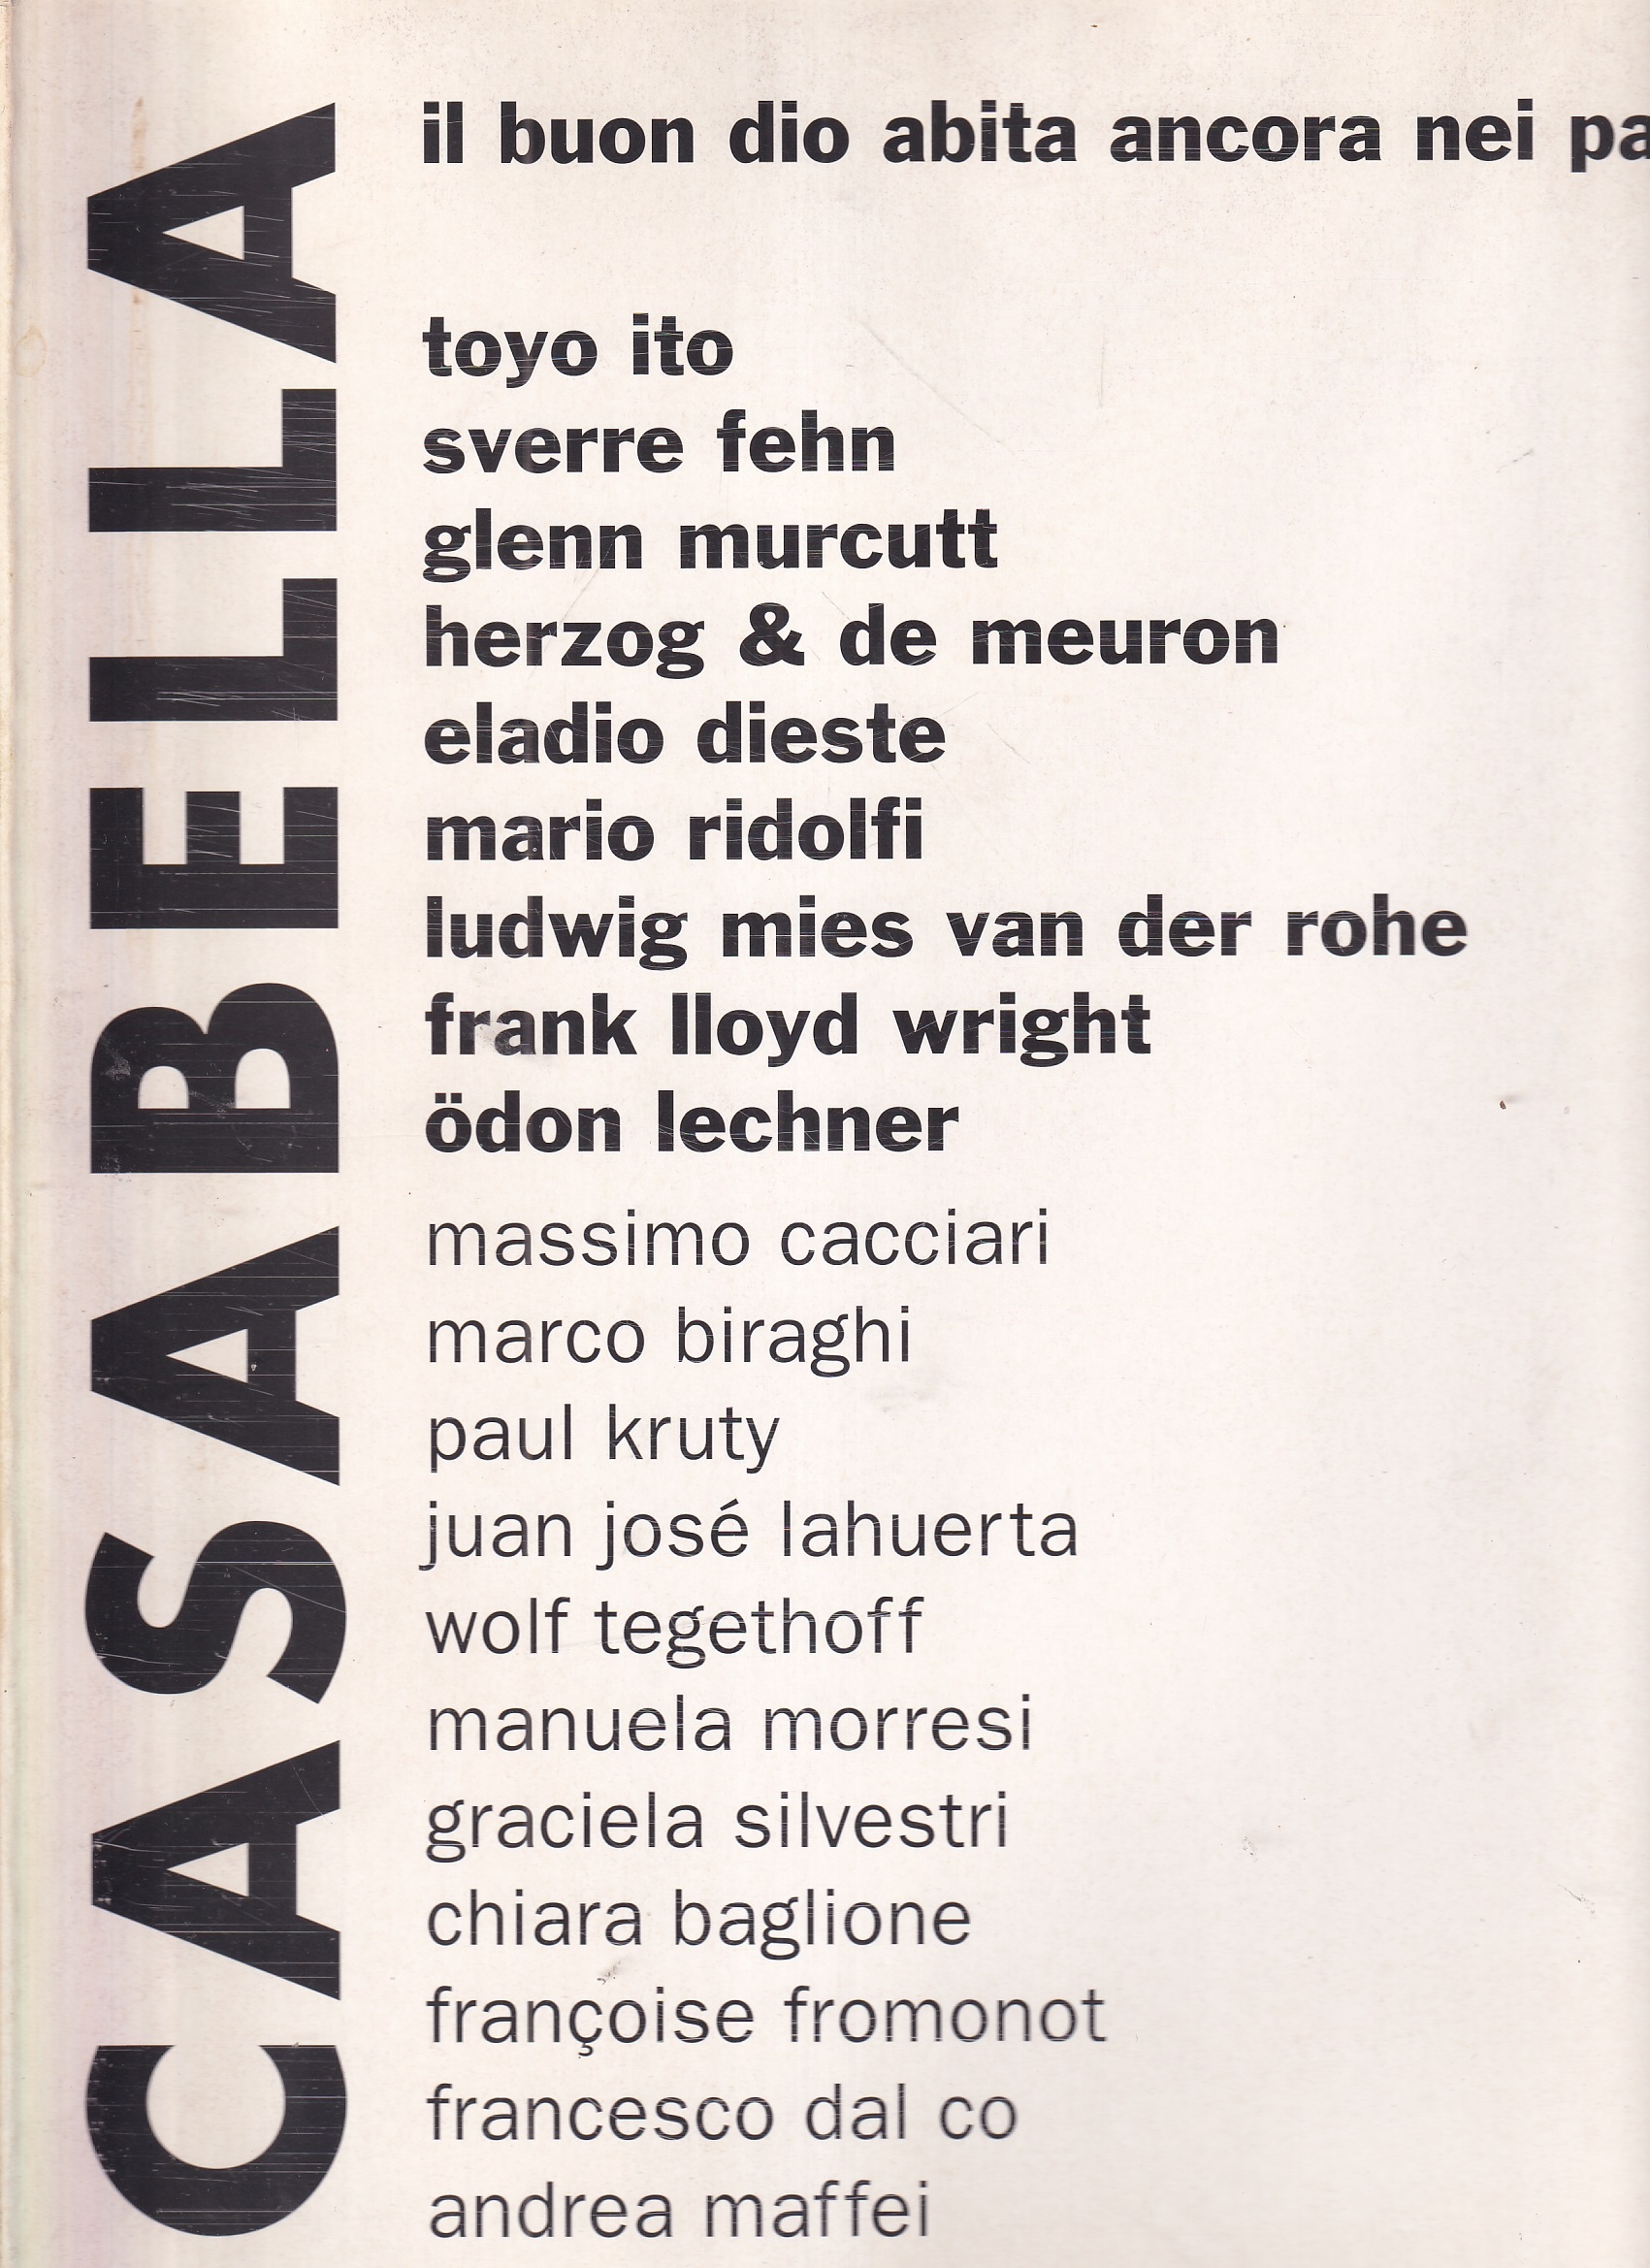 CASABELLA
il buon dio abita ancora nei pa
toyo ito
sverre fehn
glenn murcutt
herzog & de meuron
eladio dieste
mario ridolfi
ludwig mies van der rohe
frank lloyd wright
ödon lechner
massimo cacciari
marco biraghi
paul kruty
juan josé lahuerta
wolf tegethoff
manuela morresi
graciela silvestri
chiara baglione
françoise fromonot
francesco dal co
andrea maffei